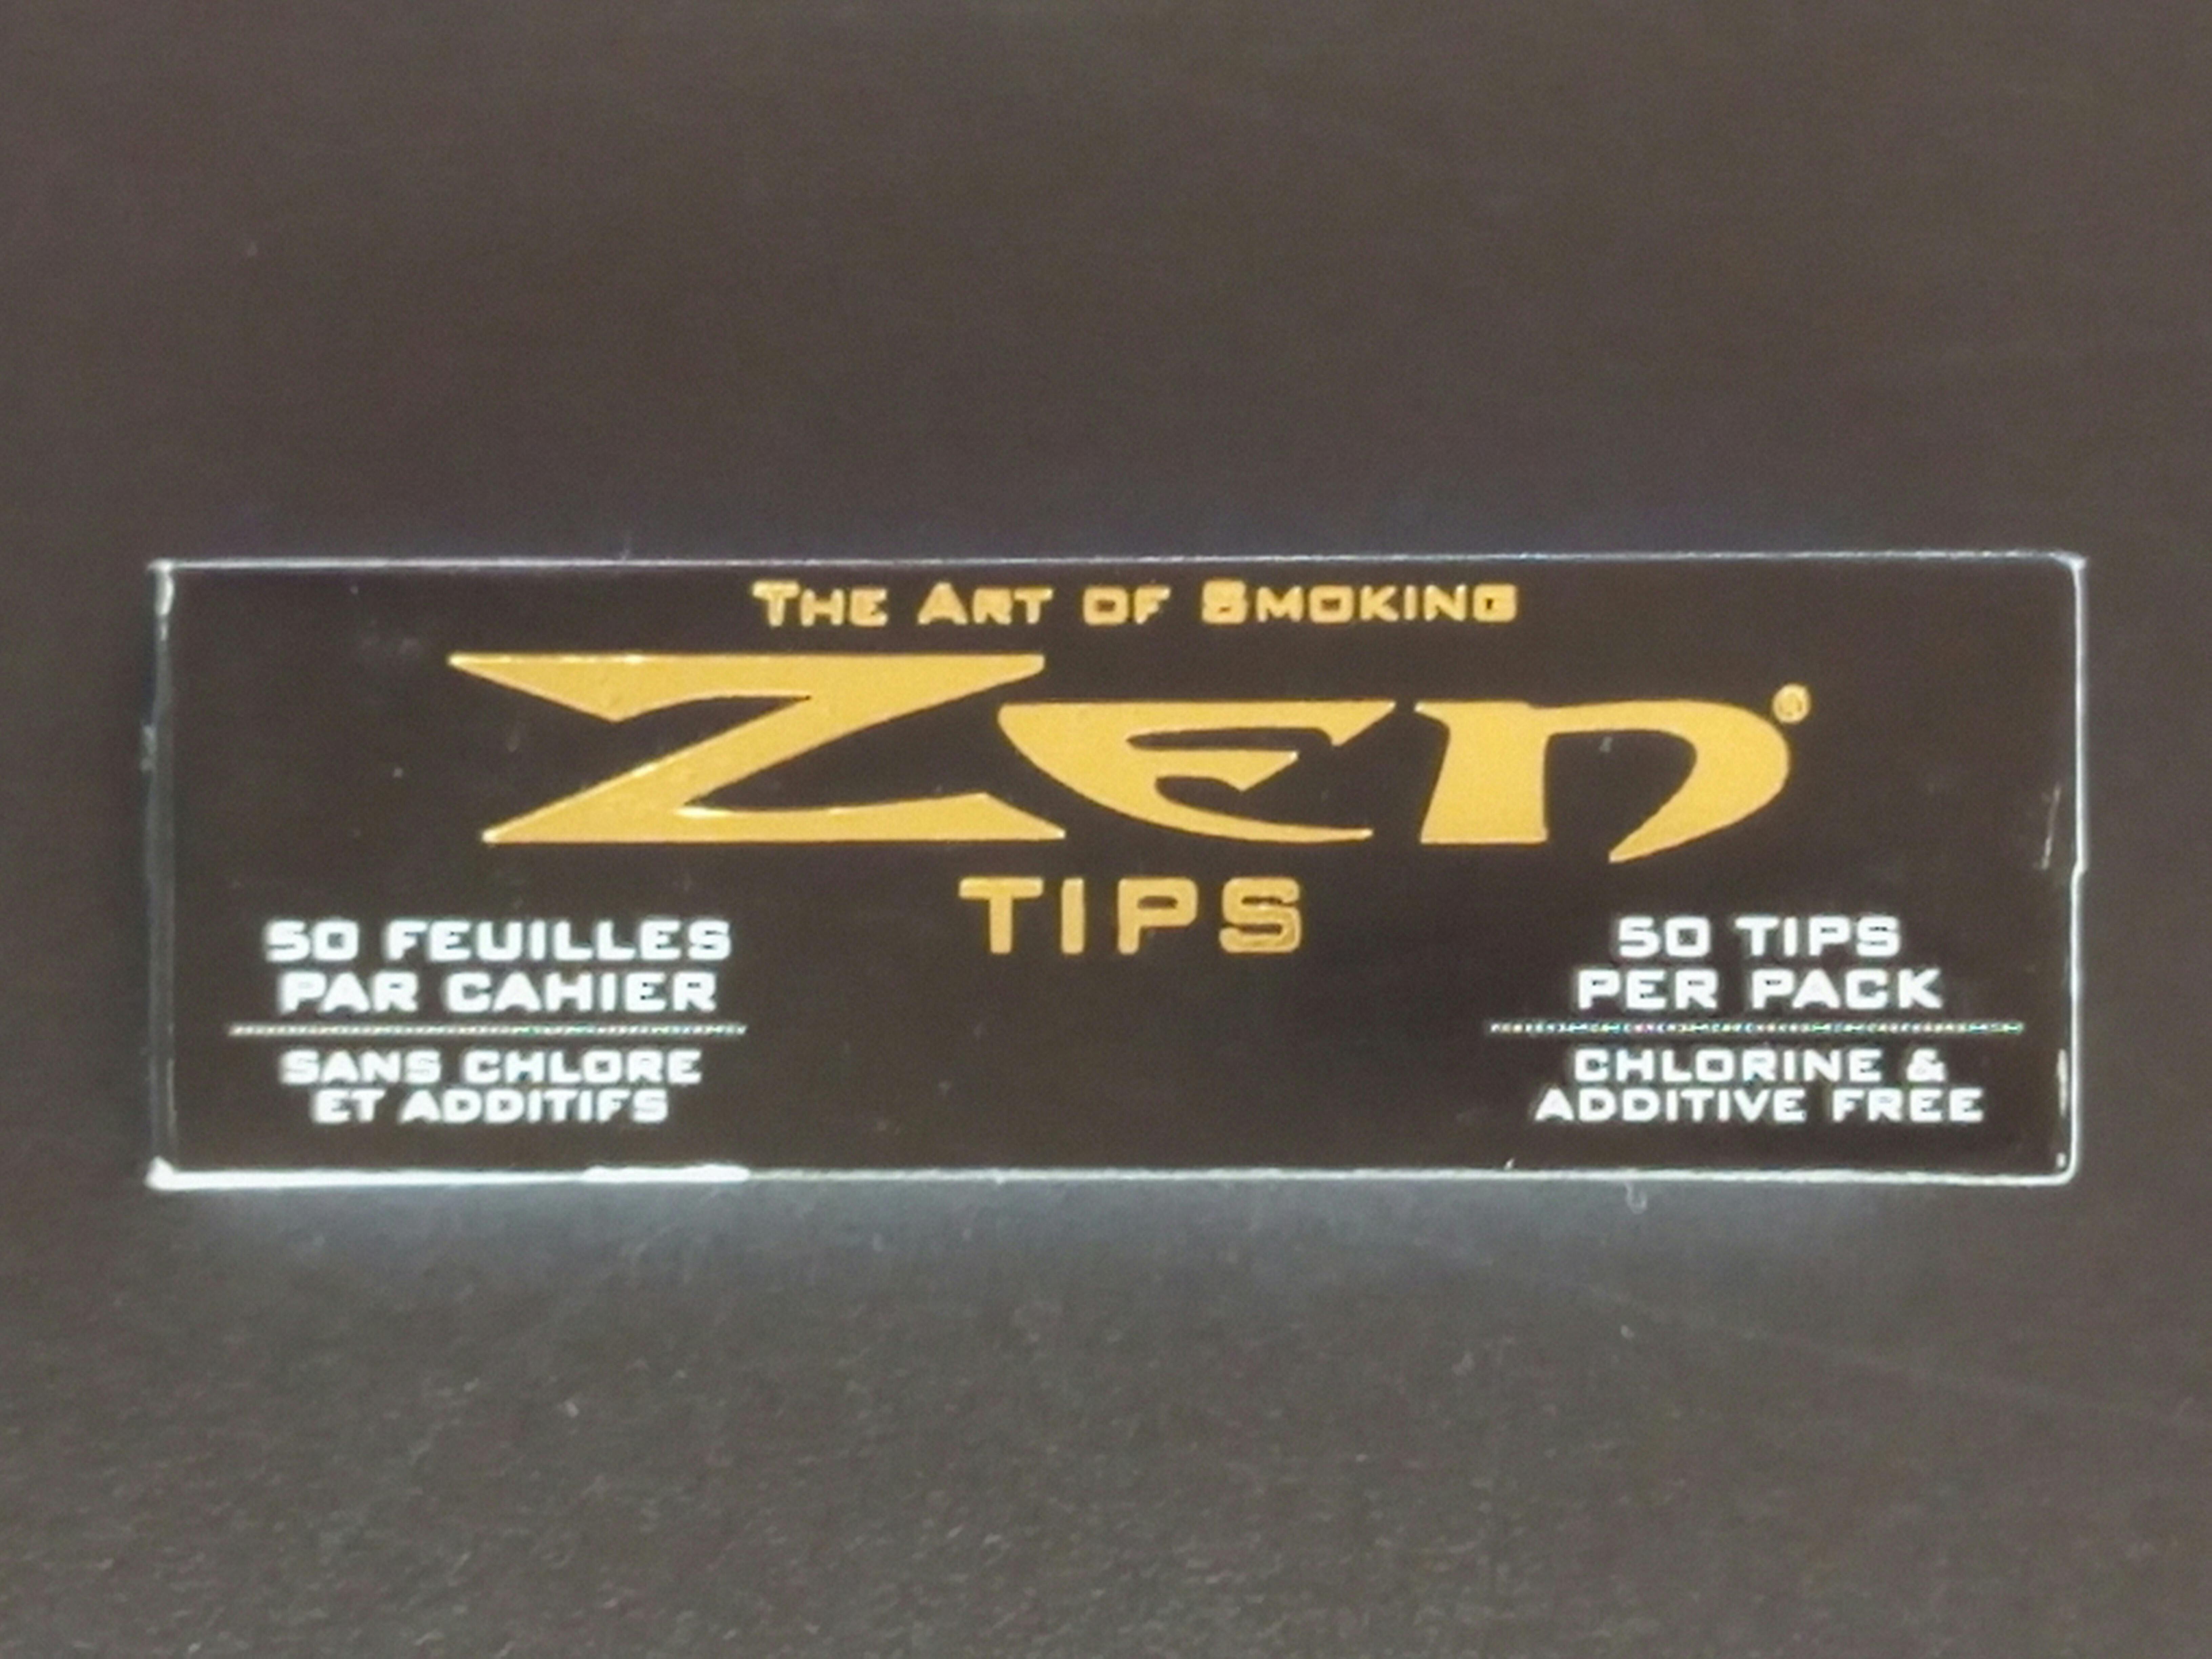 The Art of Smoking
Zen®
TIPS
50 FEUILLES
PAR CAHIER
SANS CHLORE
ET ADDITIFS
50 TIPS
PER PACK
CHLORINE &
ADDITIVE FREE